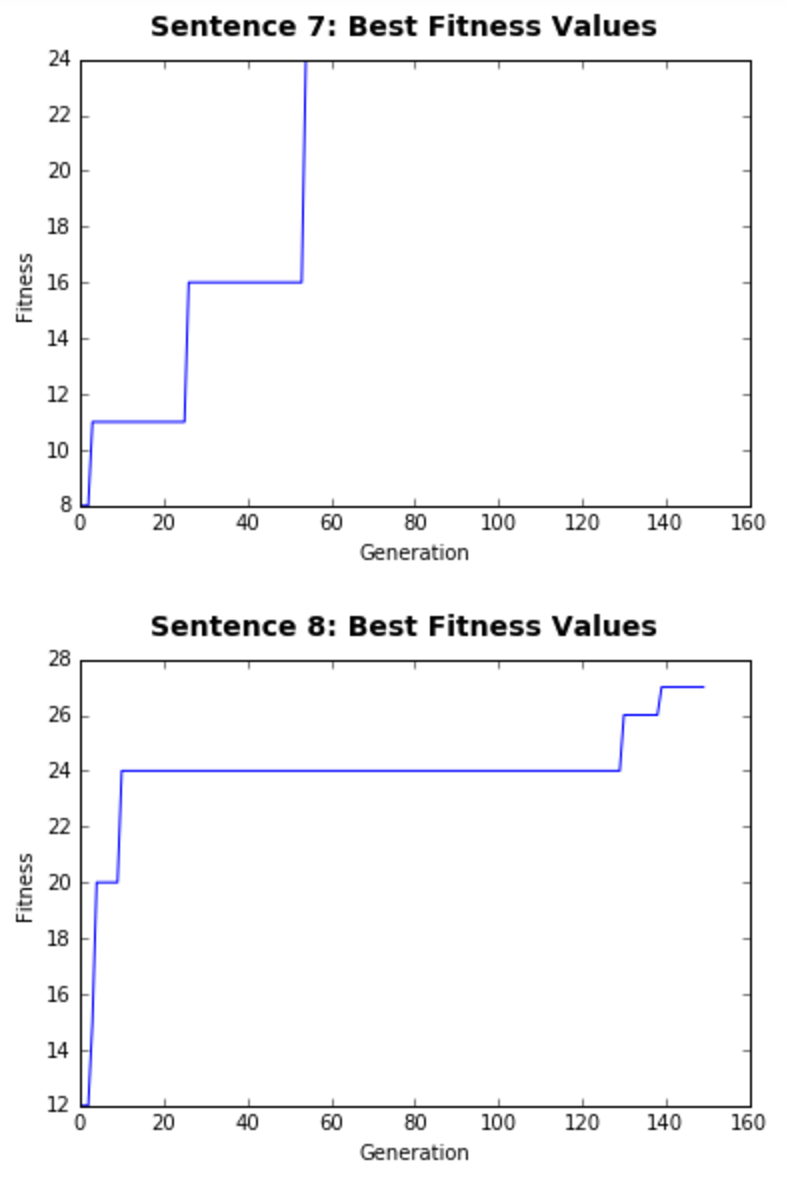 Sentence 7: Best Fitness Values
24
22
20
18
16
14
12
10
8
Fitness
0 20 40 60 80 100 120 140 160
Generation
Sentence 8: Best Fitness Values
28
26
24
22
20
18
16
14
12
Fitness
0 20 40 60 80 100 120 140 160
Generation